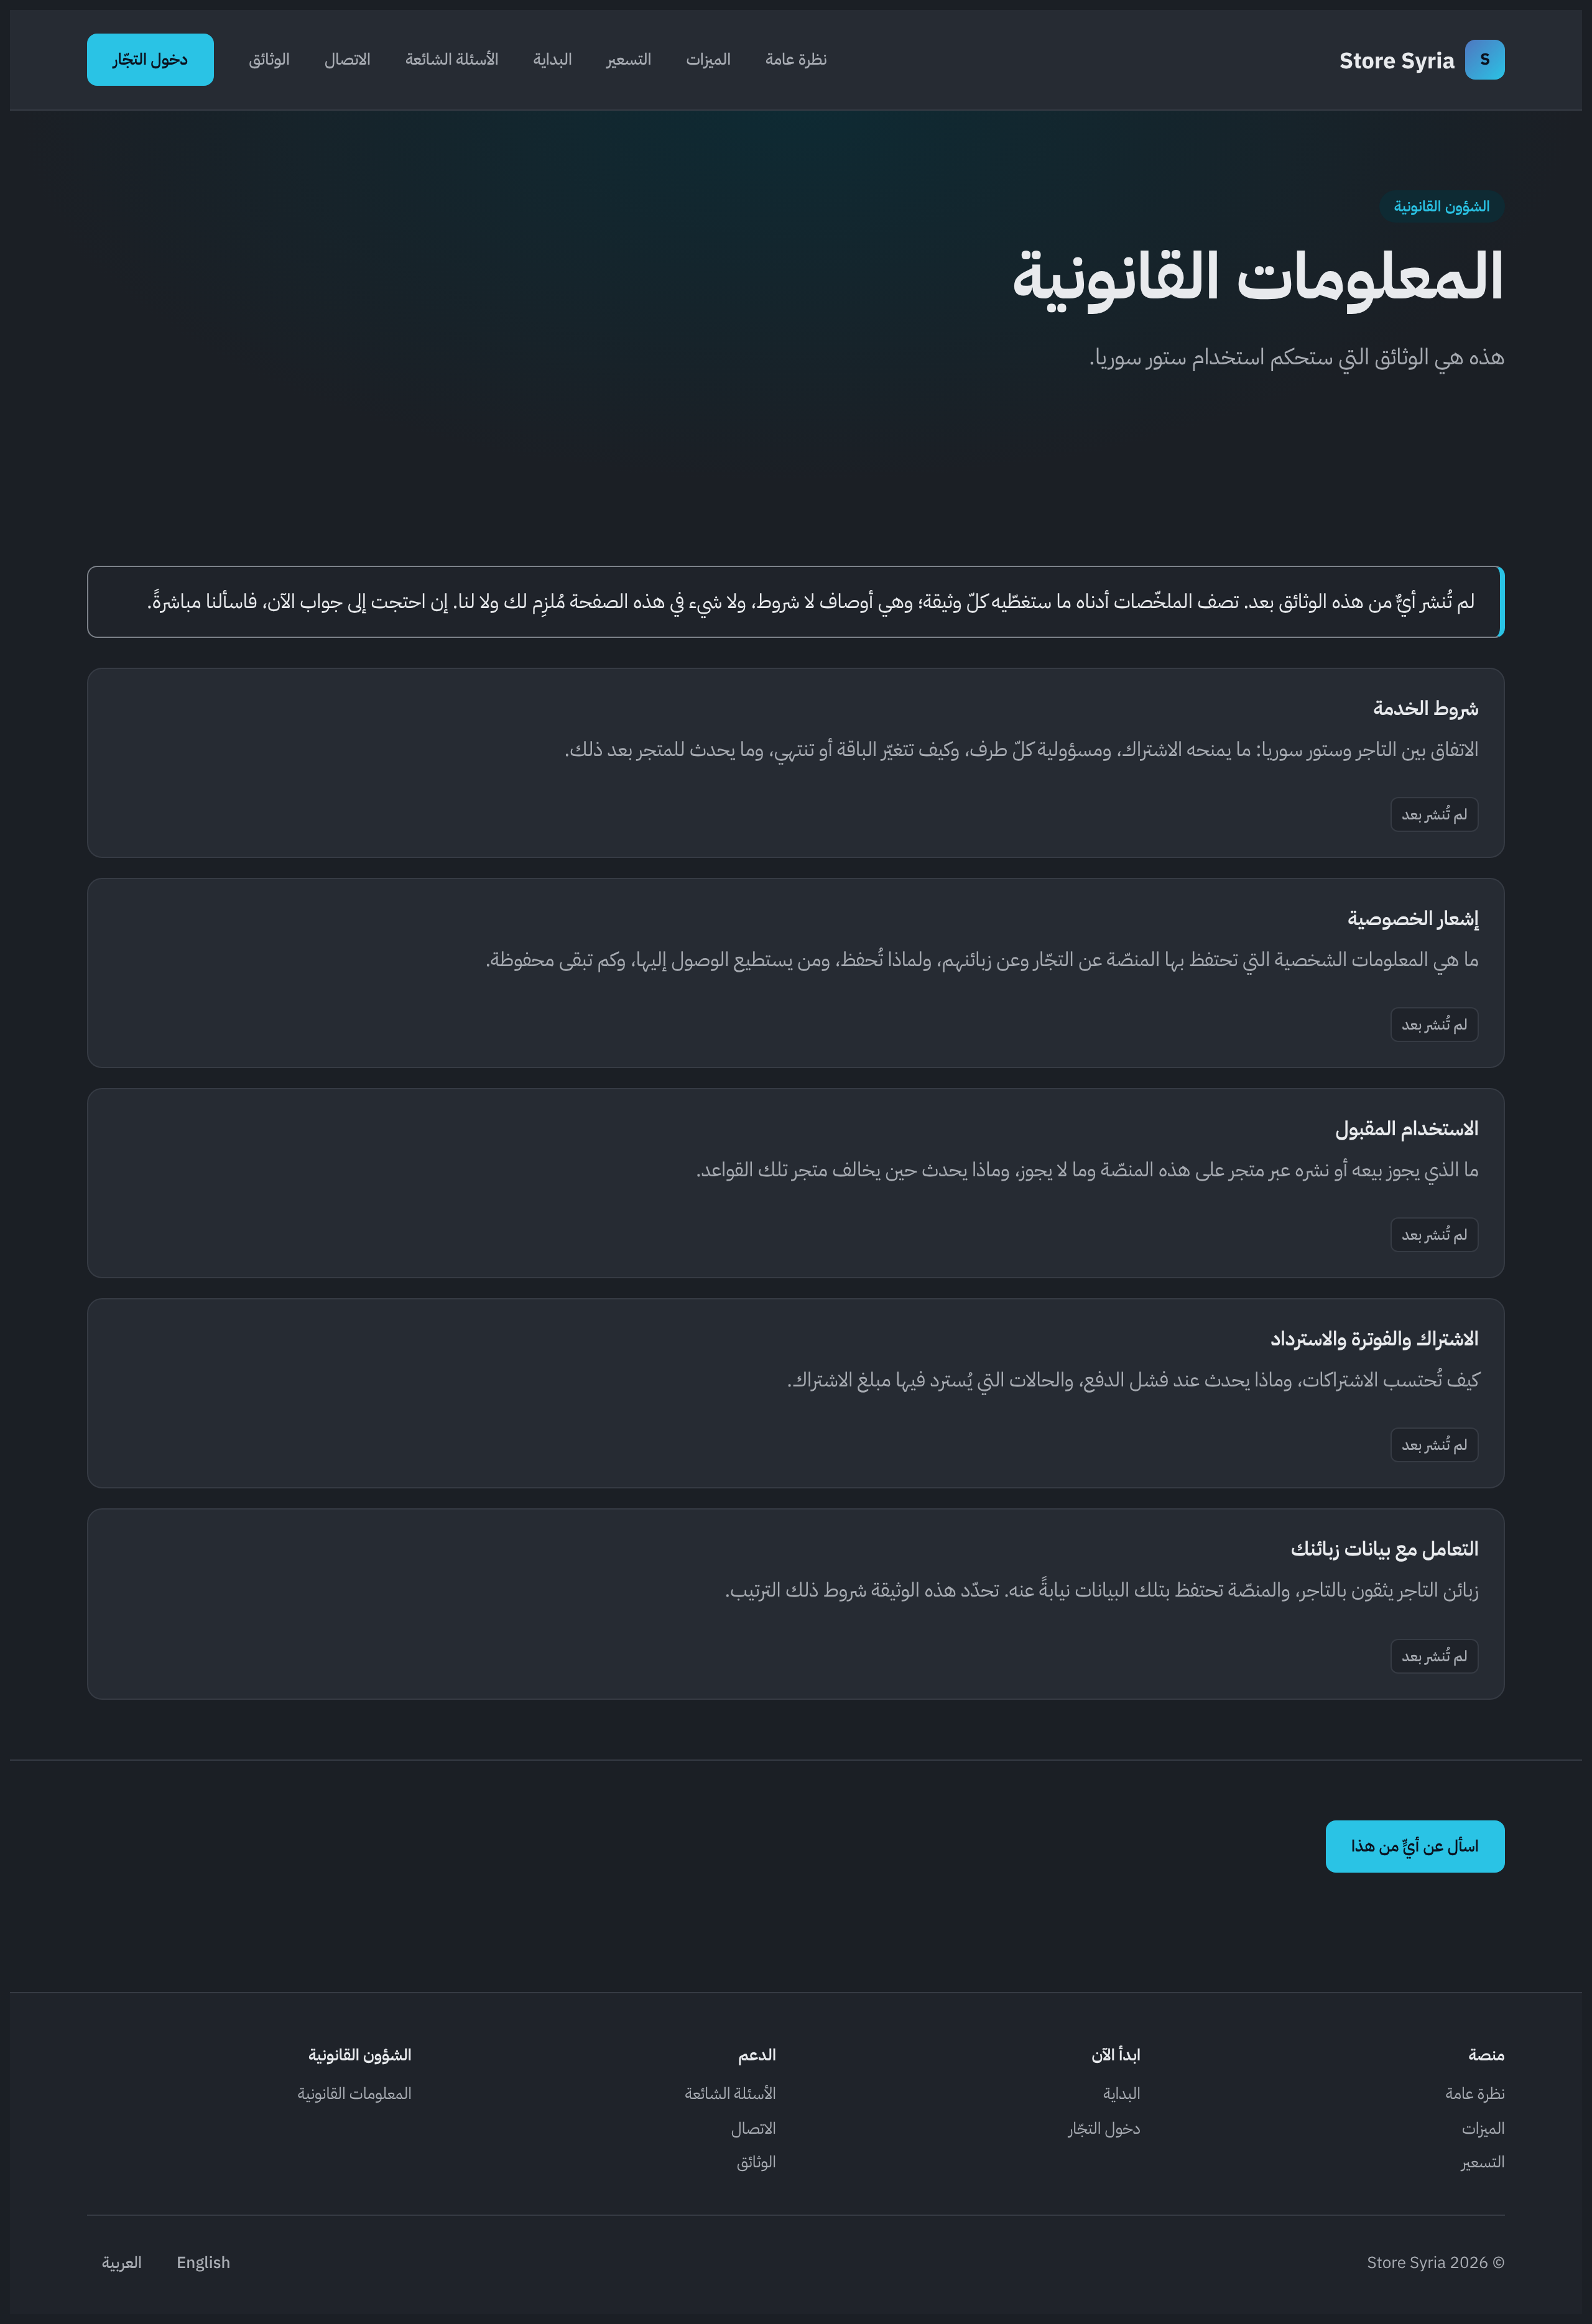 S
Store Syria
نظرة عامة
الميزات
التسعير
البداية
الأسئلة الشائعة
الاتصال
الوثائق
دخول التجّار
الشؤون القانونية
المعلومات القانونية
هذه هي الوثائق التي ستحكم استخدام ستور سوريا.
لم تُنشر أيٌّ من هذه الوثائق بعد. تصف الملخّصات أدناه ما ستغطّيه كلّ وثيقة؛ وهي أوصاف لا شروط، ولا شيء في هذه الصفحة مُلزِم لك ولا لنا. إن احتجت إلى جواب الآن، فاسألنا مباشرةً.
شروط الخدمة
الاتفاق بين التاجر وستور سوريا: ما يمنحه الاشتراك، ومسؤولية كلّ طرف، وكيف تتغيّر الباقة أو تنتهي، وما يحدث للمتجر بعد ذلك.
لم تُنشر بعد
إشعار الخصوصية
ما هي المعلومات الشخصية التي تحتفظ بها المنصّة عن التجّار وعن زبائنهم، ولماذا تُحفظ، ومن يستطيع الوصول إليها، وكم تبقى محفوظة.
لم تُنشر بعد
الاستخدام المقبول
ما الذي يجوز بيعه أو نشره عبر متجر على هذه المنصّة وما لا يجوز، وماذا يحدث حين يخالف متجر تلك القواعد.
لم تُنشر بعد
الاشتراك والفوترة والاسترداد
كيف تُحتسب الاشتراكات، وماذا يحدث عند فشل الدفع، والحالات التي يُسترد فيها مبلغ الاشتراك.
لم تُنشر بعد
التعامل مع بيانات زبائنك
زبائن التاجر يثقون بالتاجر، والمنصّة تحتفظ بتلك البيانات نيابةً عنه. تحدّد هذه الوثيقة شروط ذلك الترتيب.
لم تُنشر بعد
اسأل عن أيٍّ من هذا
منصة
نظرة عامة
الميزات
التسعير
ابدأ الآن
البداية
دخول التجّار
الدعم
الأسئلة الشائعة
الاتصال
الوثائق
الشؤون القانونية
المعلومات القانونية
© 2026 Store Syria
English
العربية